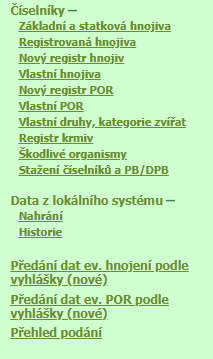 Číselníky –
Základní a statková hnojiva
Registrovaná hnojiva
Nový registr hnojiv
Vlastní hnojiva
Nový registr POR
Vlastní POR
Vlastní druhy, kategorie zvířat
Registr krmiv
Škodlivé organismy
Stažení číselníků a PB/DPB
Data z lokálního systému –
Nahrání
Historie
Předání dat ev. hnojení podle
vyhlášky (nové)
Předání dat ev. POR podle
vyhlášky (nové)
Přehled podání